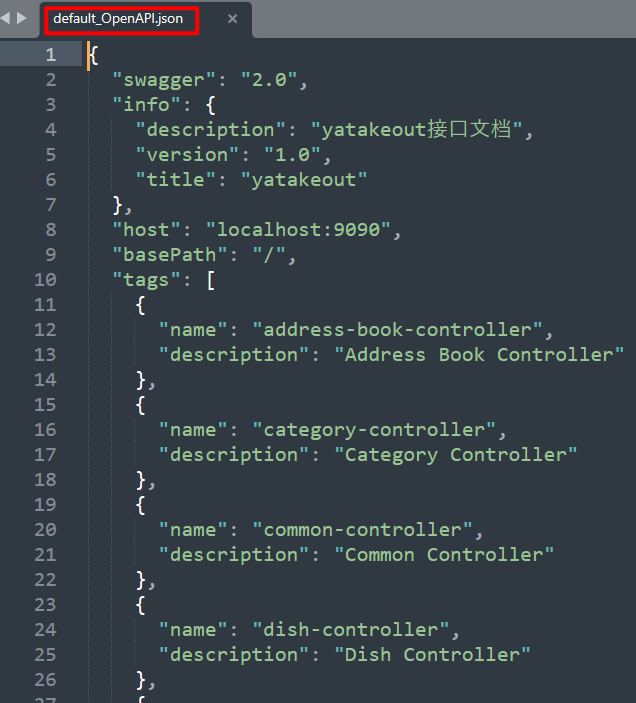 default_OpenAPI.json ×
1 {
2 "swagger": "2.0",
3 "info": {
4 "description": "yatakeout接口文档",
5 "version": "1.0",
6 "title": "yatakeout"
7 },
8 "host": "localhost:9090",
9 "basePath": "/",
10 "tags": [
11 {
12 "name": "address-book-controller",
13 "description": "Address Book Controller"
14 },
15 {
16 "name": "category-controller",
17 "description": "Category Controller"
18 },
19 {
20 "name": "common-controller",
21 "description": "Common Controller"
22 },
23 {
24 "name": "dish-controller",
25 "description": "Dish Controller"
26 },
27 {